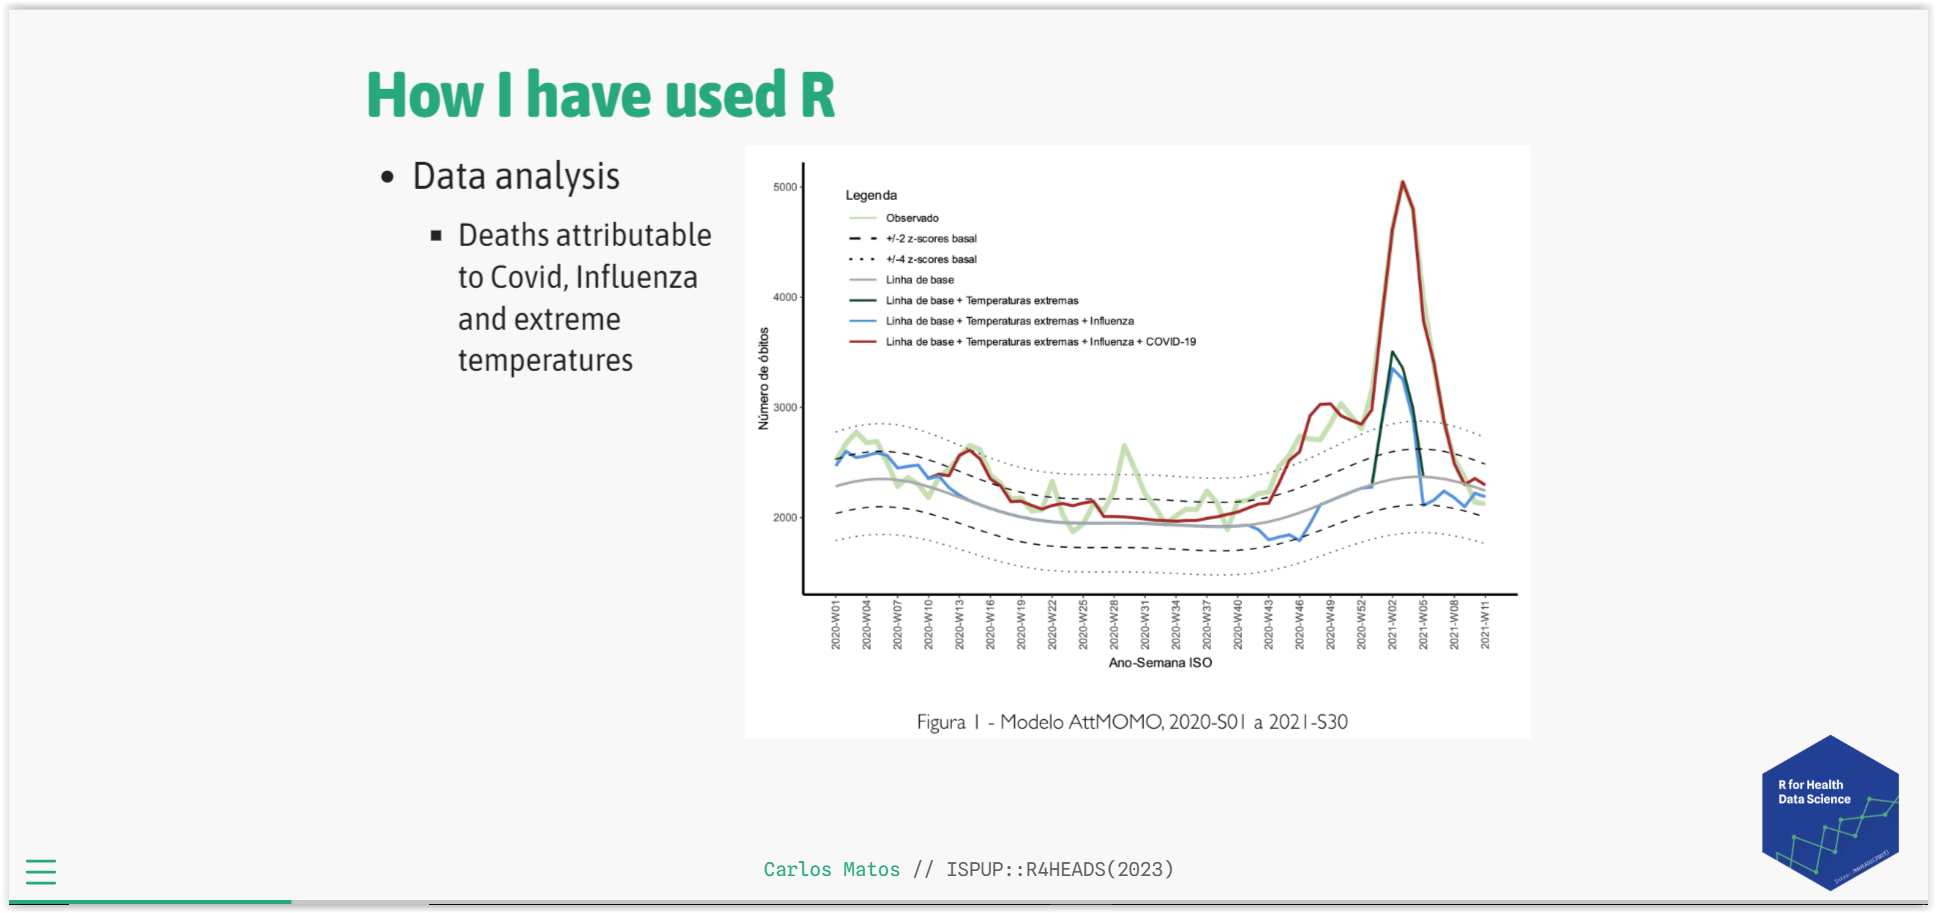 How I have used R
• Data analysis
▪ Deaths attributable
to Covid, Influenza
and extreme
temperatures
Legenda
Observado
+/-2 z-scores basal
+/-4 z-scores basal
Linha de base
Linha de base + Temperaturas extremas
Linha de base + Temperaturas extremas + Influenza
Linha de base + Temperaturas extremas + Influenza + COVID-19
Número de óbitos
5000
4000
3000
2000
2020-W01
2020-W04
2020-W07
2020-W10
2020-W13
2020-W16
2020-W19
2020-W22
2020-W25
2020-W28
2020-W31
2020-W34
2020-W37
2020-W40
2020-W43
2020-W46
2020-W49
2020-W52
2021-W02
2021-W05
2021-W08
2021-W11
Ano-Semana ISO
Figura 1 - Modelo AttMOMO, 2020-S01 a 2021-S30
R for Health
Data Science
Carlos Matos // ISPUP::R4HEADS(2023)